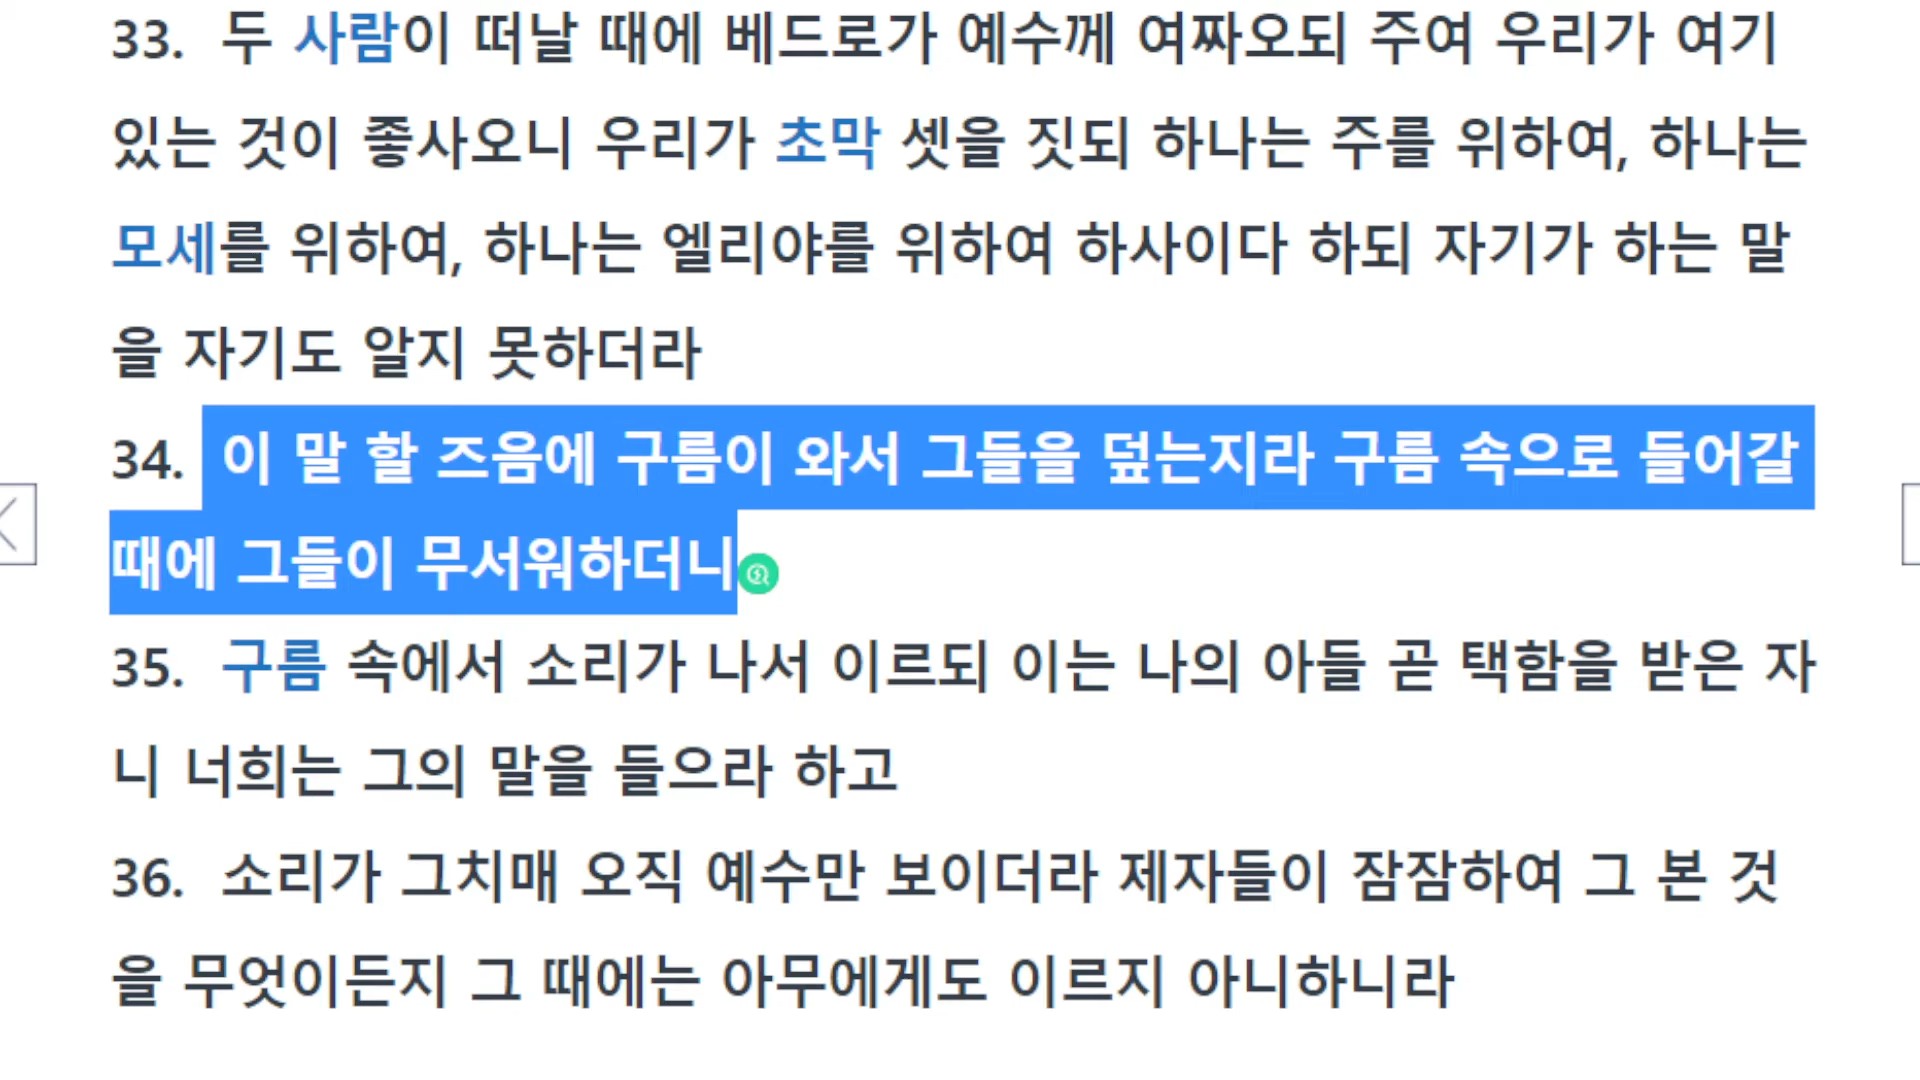 33. 두 사람이 떠날 때에 베드로가 예수께 여짜오되 주여 우리가 여기
있는 것이 좋사오니 우리가 초막 셋을 짓되 하나는 주를 위하여, 하나는
모세를 위하여, 하나는 엘리야를 위하여 하사이다 하되 자기가 하는 말
을 자기도 알지 못하더라
34. 이 말 할 즈음에 구름이 와서 그들을 덮는지라 구름 속으로 들어갈
때에 그들이 무서워하더니
35. 구름 속에서 소리가 나서 이르되 이는 나의 아들 곧 택함을 받은 자
니 너희는 그의 말을 들으라 하고
36. 소리가 그치매 오직 예수만 보이더라 제자들이 잠잠하여 그 본 것
을 무엇이든지 그 때에는 아무에게도 이르지 아니하니라